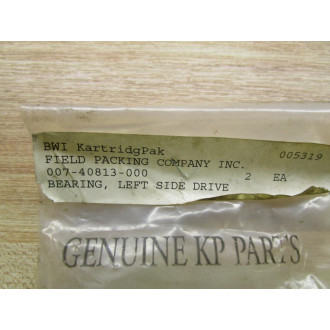 BWI KartridgPak
FIELD PACKING COMPANY INC. 005319
007-40813-000 2 EA
BEARING, LEFT SIDE DRIVE
GENUINE KP PARTS